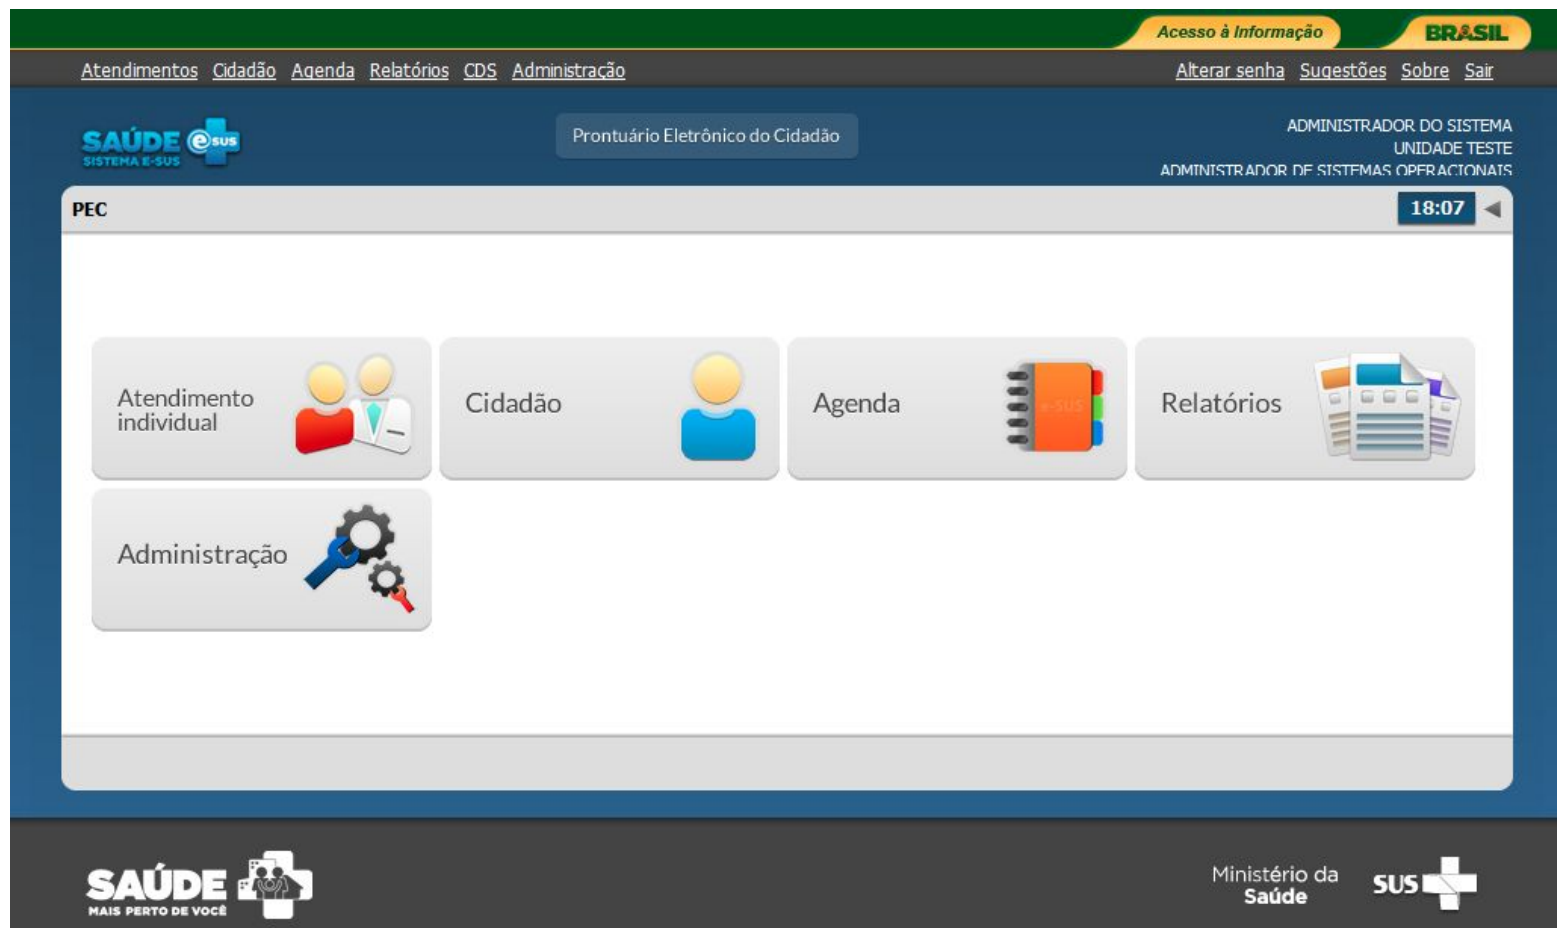 Acesso à Informação
BRASIL
Atendimentos Cidadão Agenda Relatórios CDS Administração
Alterar senha Sugestões Sobre Sair
SAÚDE e sus
SISTEMA E-SUS
Prontuário Eletrônico do Cidadão
ADMINISTRADOR DO SISTEMA
UNIDADE TESTE
ADMINISTRADOR DE SISTEMAS OPERACIONAIS
PEC
18:07
Atendimento
individual
Cidadão
Agenda
e-SUS
Relatórios
Administração
SAÚDE
MAIS PERTO DE VOCÊ
Ministério da
Saúde
SUS